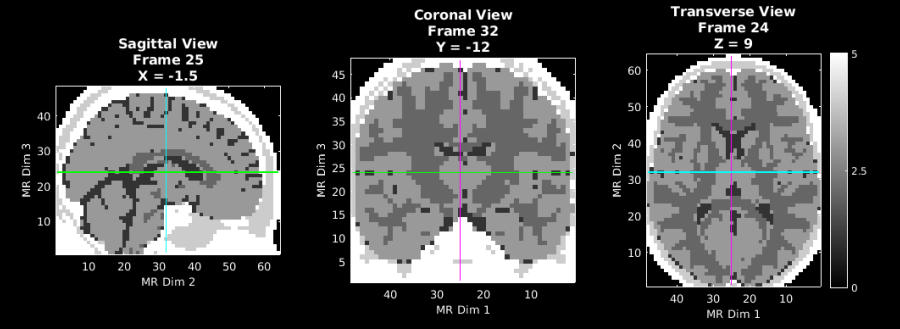 Sagittal View
Frame 25
X = -1.5
MR Dim 3
40
30
20
10
10 20 30 40 50 60
MR Dim 2
Coronal View
Frame 32
Y = -12
MR Dim 3
45
40
35
30
25
20
15
10
5
40 30 20 10
MR Dim 1
Transverse View
Frame 24
Z = 9
MR Dim 2
60
50
40
30
20
10
40 30 20 10
MR Dim 1
5
2.5
0